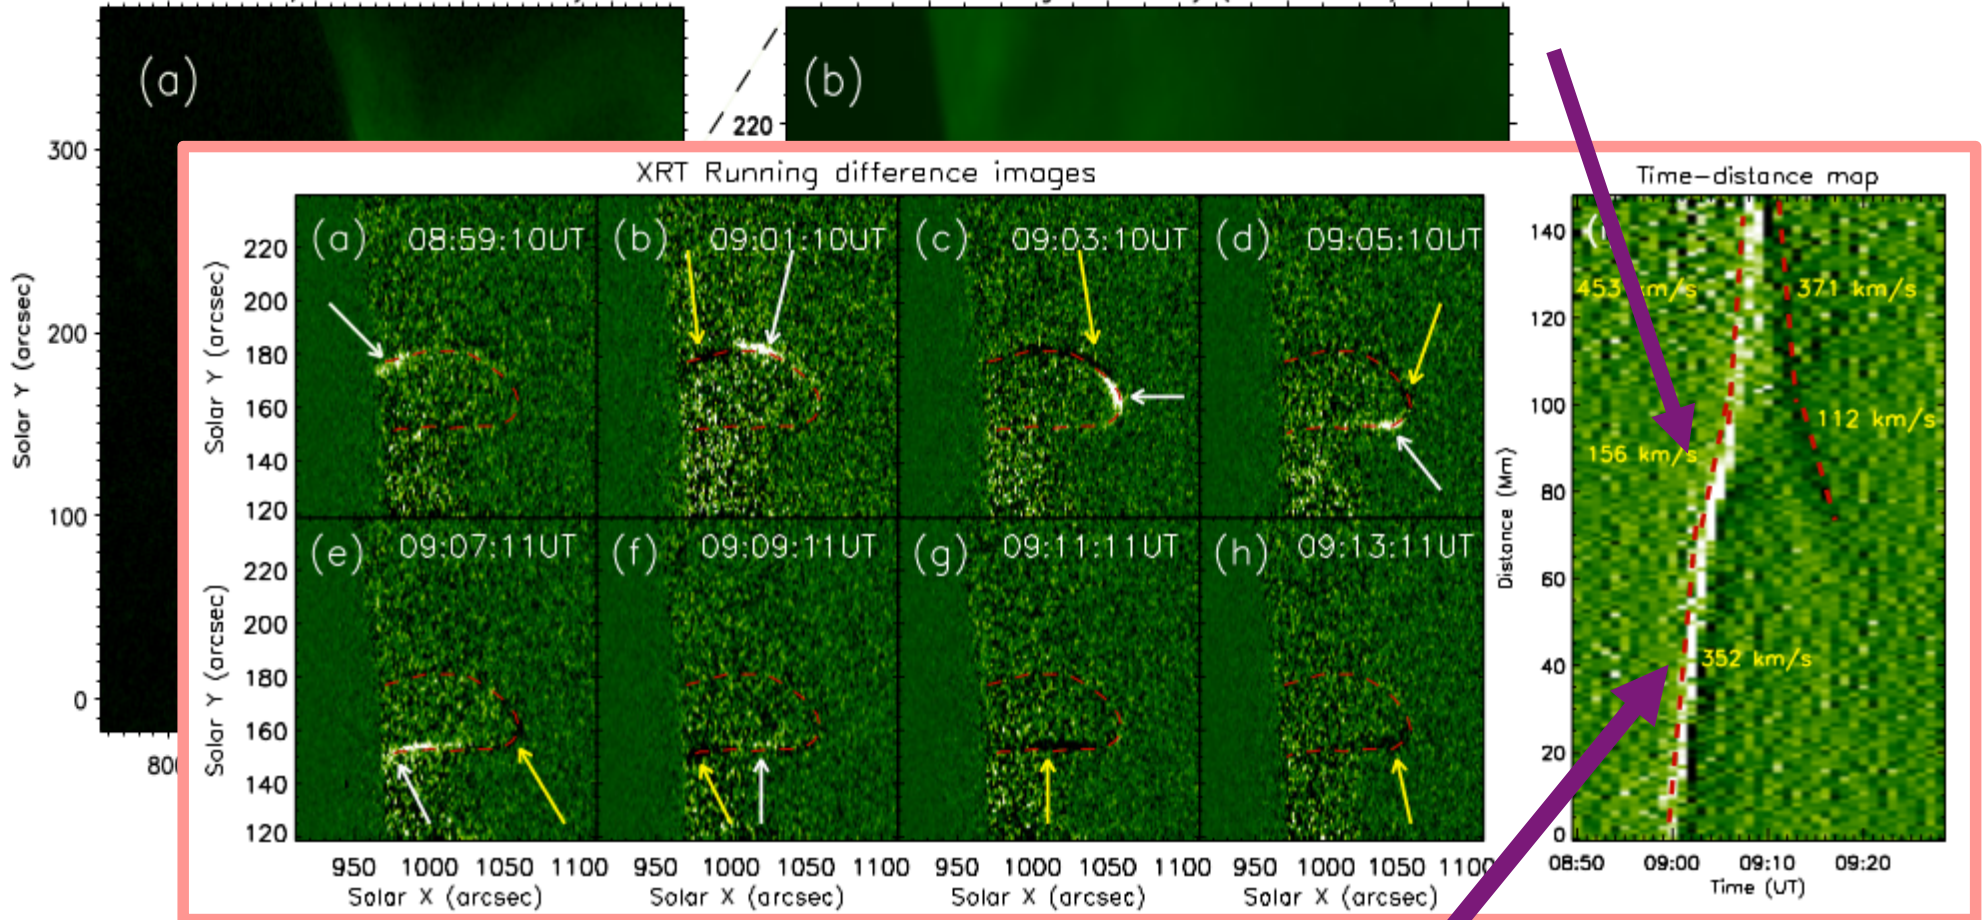 (a)
(b)
300
200
100
0
800
Solar Y (arcsec)
220
XRT Running difference images
Time-distance map
(a) 08:59:10UT
(b) 09:01:10UT
(c) 09:03:10UT
(d) 09:05:10UT
220
200
180
160
140
120
Solar Y (arcsec)
(e) 09:07:11UT
(f) 09:09:11UT
(g) 09:11:11UT
(h) 09:13:11UT
220
200
180
160
140
120
Solar Y (arcsec)
950 1000 1050 1100
950 1000 1050 1100
950 1000 1050 1100
950 1000 1050 1100
Solar X (arcsec)
Solar X (arcsec)
Solar X (arcsec)
Solar X (arcsec)
140
120
100
80
60
40
20
0
Distance (Mm)
453 km/s
371 km/s
112 km/s
156 km/s
352 km/s
08:50 09:00 09:10 09:20
Time (UT)